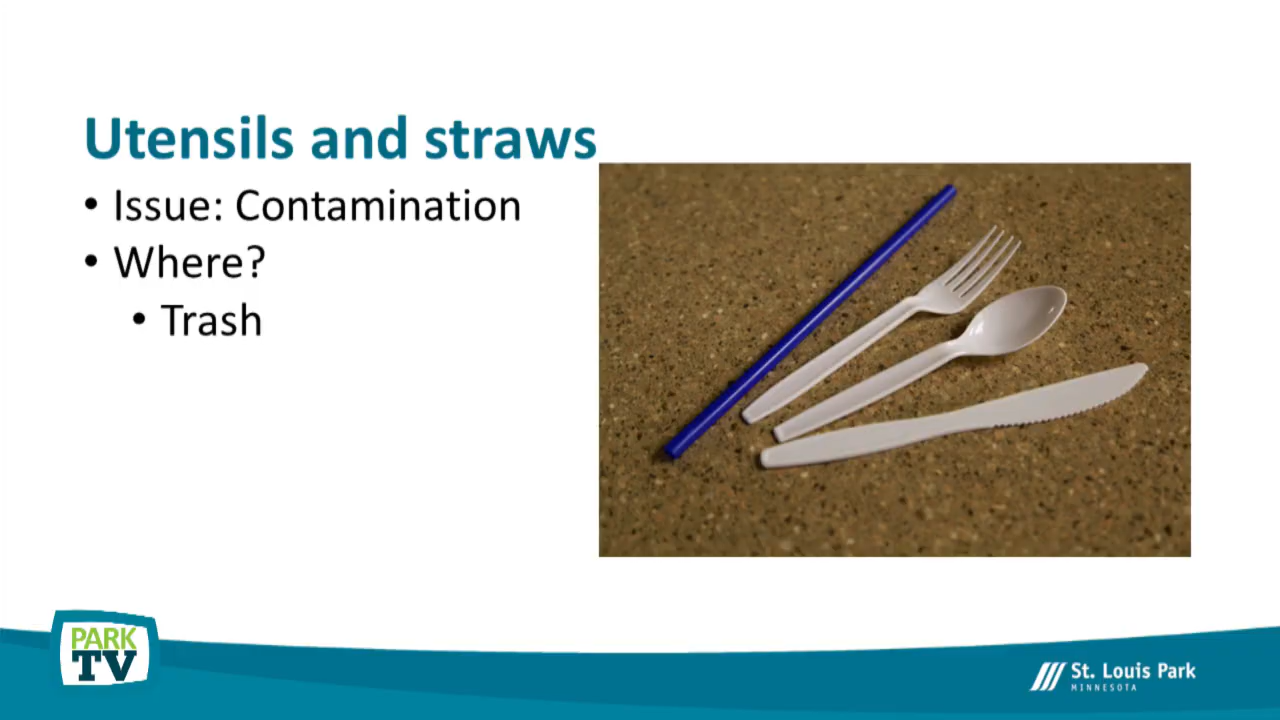 Utensils and straws
• Issue: Contamination
• Where?
• Trash
PARK
TV
St. Louis Park
MINNESOTA